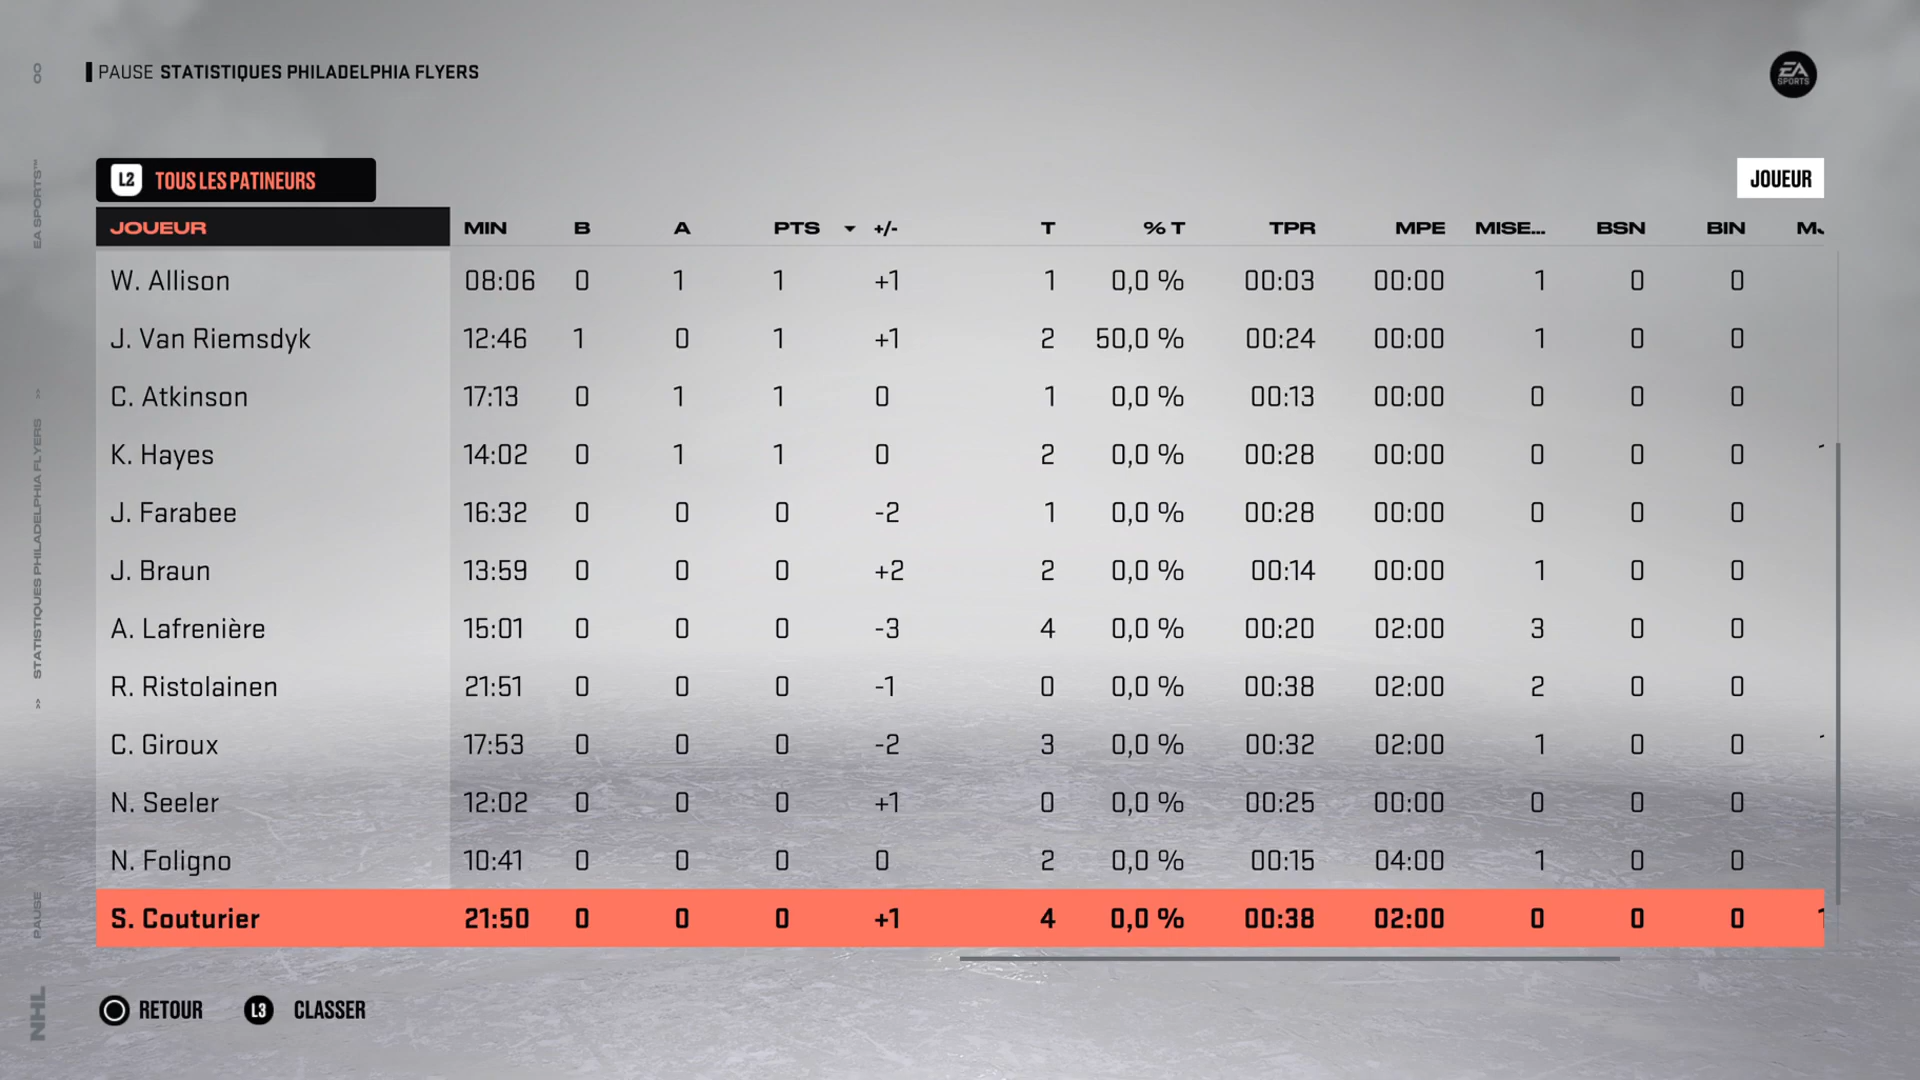 PAUSE STATISTIQUES PHILADELPHIA FLYERS
EA SPORTS
L2 TOUS LES PATINEURS
JOUEUR
JOUEUR MIN B A PTS +/- T % T TPR MPE MISE... BSN BIN
W. Allison 08:06 0 1 1 +1 1 0,0 % 00:03 00:00 1 0 0
J. Van Riemsdyk 12:46 1 0 1 +1 2 50,0 % 00:24 00:00 1 0 0
C. Atkinson 17:13 0 1 1 0 1 0,0 % 00:13 00:00 0 0 0
K. Hayes 14:02 0 1 1 0 2 0,0 % 00:28 00:00 0 0 0
J. Farabee 16:32 0 0 0 -2 1 0,0 % 00:28 00:00 0 0 0
J. Braun 13:59 0 0 0 +2 2 0,0 % 00:14 00:00 1 0 0
A. Lafrenière 15:01 0 0 0 -3 4 0,0 % 00:20 02:00 3 0 0
R. Ristolainen 21:51 0 0 0 -1 0 0,0 % 00:38 02:00 2 0 0
C. Giroux 17:53 0 0 0 -2 3 0,0 % 00:32 02:00 1 0 0
N. Seeler 12:02 0 0 0 +1 0 0,0 % 00:25 00:00 0 0 0
N. Foligno 10:41 0 0 0 0 2 0,0 % 00:15 04:00 1 0 0
S. Couturier 21:50 0 0 0 +1 4 0,0 % 00:38 02:00 0 0 0
RETOUR L3 CLASSER
NHL PAUSE >> STATISTIQUES PHILADELPHIA FLYERS >> EA SPORTS™